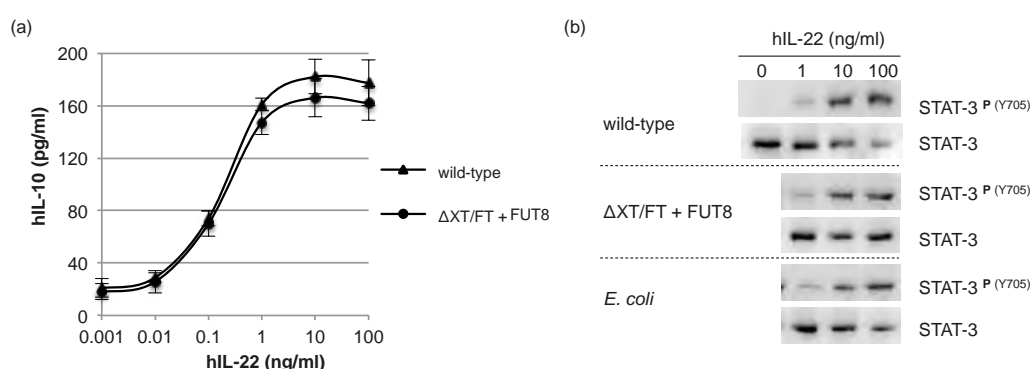 (a)
200
160
120
80
40
0
hIL-10 (pg/ml)
0.001 0.01 0.1 1 10 100
hIL-22 (ng/ml)
wild-type
ΔXT/FT + FUT8
(b)
hIL-22 (ng/ml)
0 1 10 100
wild-type
STAT-3 P (Y705)
STAT-3
ΔXT/FT + FUT8
STAT-3 P (Y705)
STAT-3
E. coli
STAT-3 P (Y705)
STAT-3